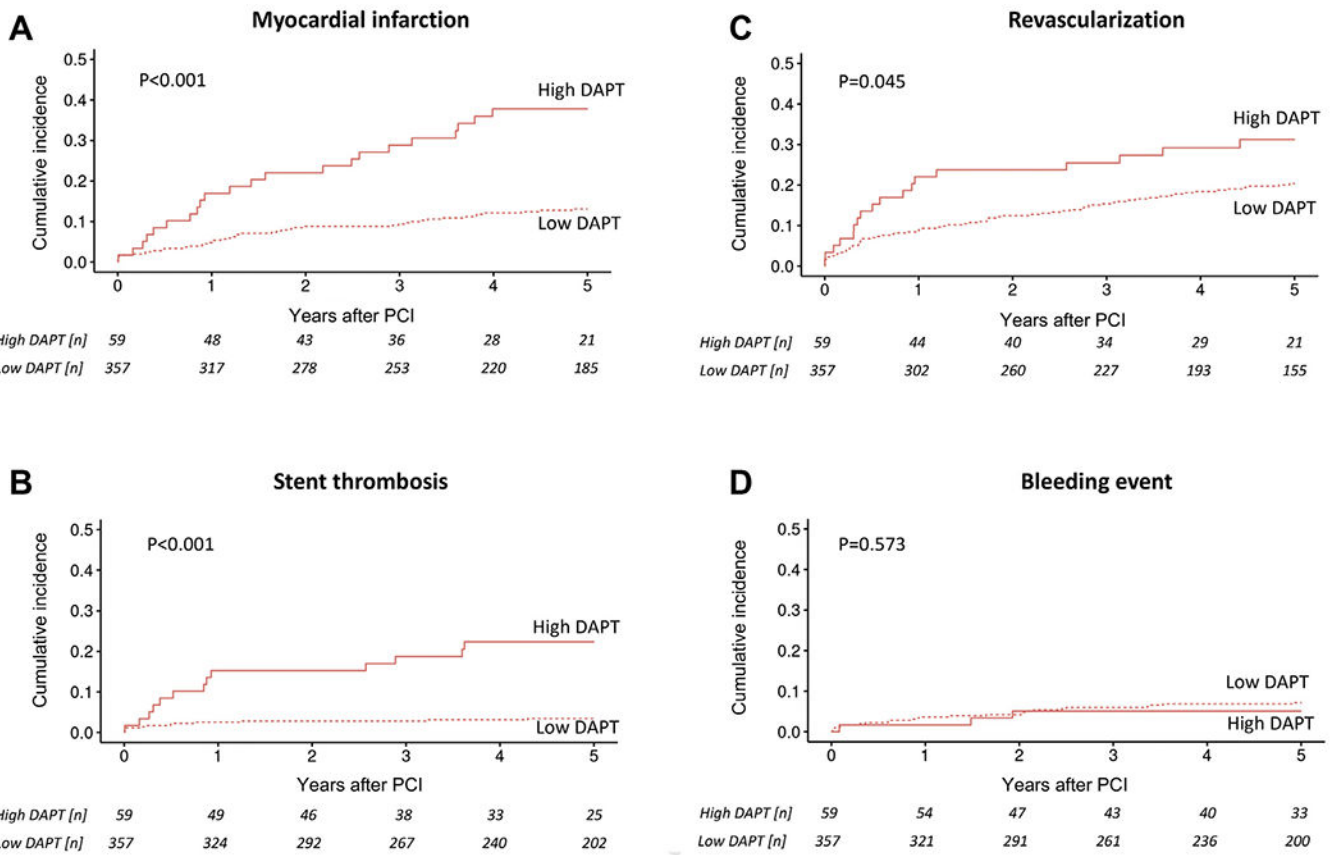 A
Myocardial infarction
0.5
0.4
0.3
0.2
0.1
0.0
Cumulative incidence
P<0.001
High DAPT
Low DAPT
0 1 2 3 4 5
Years after PCI
High DAPT [n] 59 48 43 36 28 21
Low DAPT [n] 357 317 278 253 220 185
C
Revascularization
0.5
0.4
0.3
0.2
0.1
0.0
Cumulative incidence
P=0.045
High DAPT
Low DAPT
0 1 2 3 4 5
Years after PCI
High DAPT [n] 59 44 40 34 29 21
Low DAPT [n] 357 302 260 227 193 155
B
Stent thrombosis
0.5
0.4
0.3
0.2
0.1
0.0
Cumulative incidence
P<0.001
High DAPT
Low DAPT
0 1 2 3 4 5
Years after PCI
High DAPT [n] 59 49 46 38 33 25
Low DAPT [n] 357 324 292 267 240 202
D
Bleeding event
0.5
0.4
0.3
0.2
0.1
0.0
Cumulative incidence
P=0.573
Low DAPT
High DAPT
0 1 2 3 4 5
Years after PCI
High DAPT [n] 59 54 47 43 40 33
Low DAPT [n] 357 321 291 261 236 200